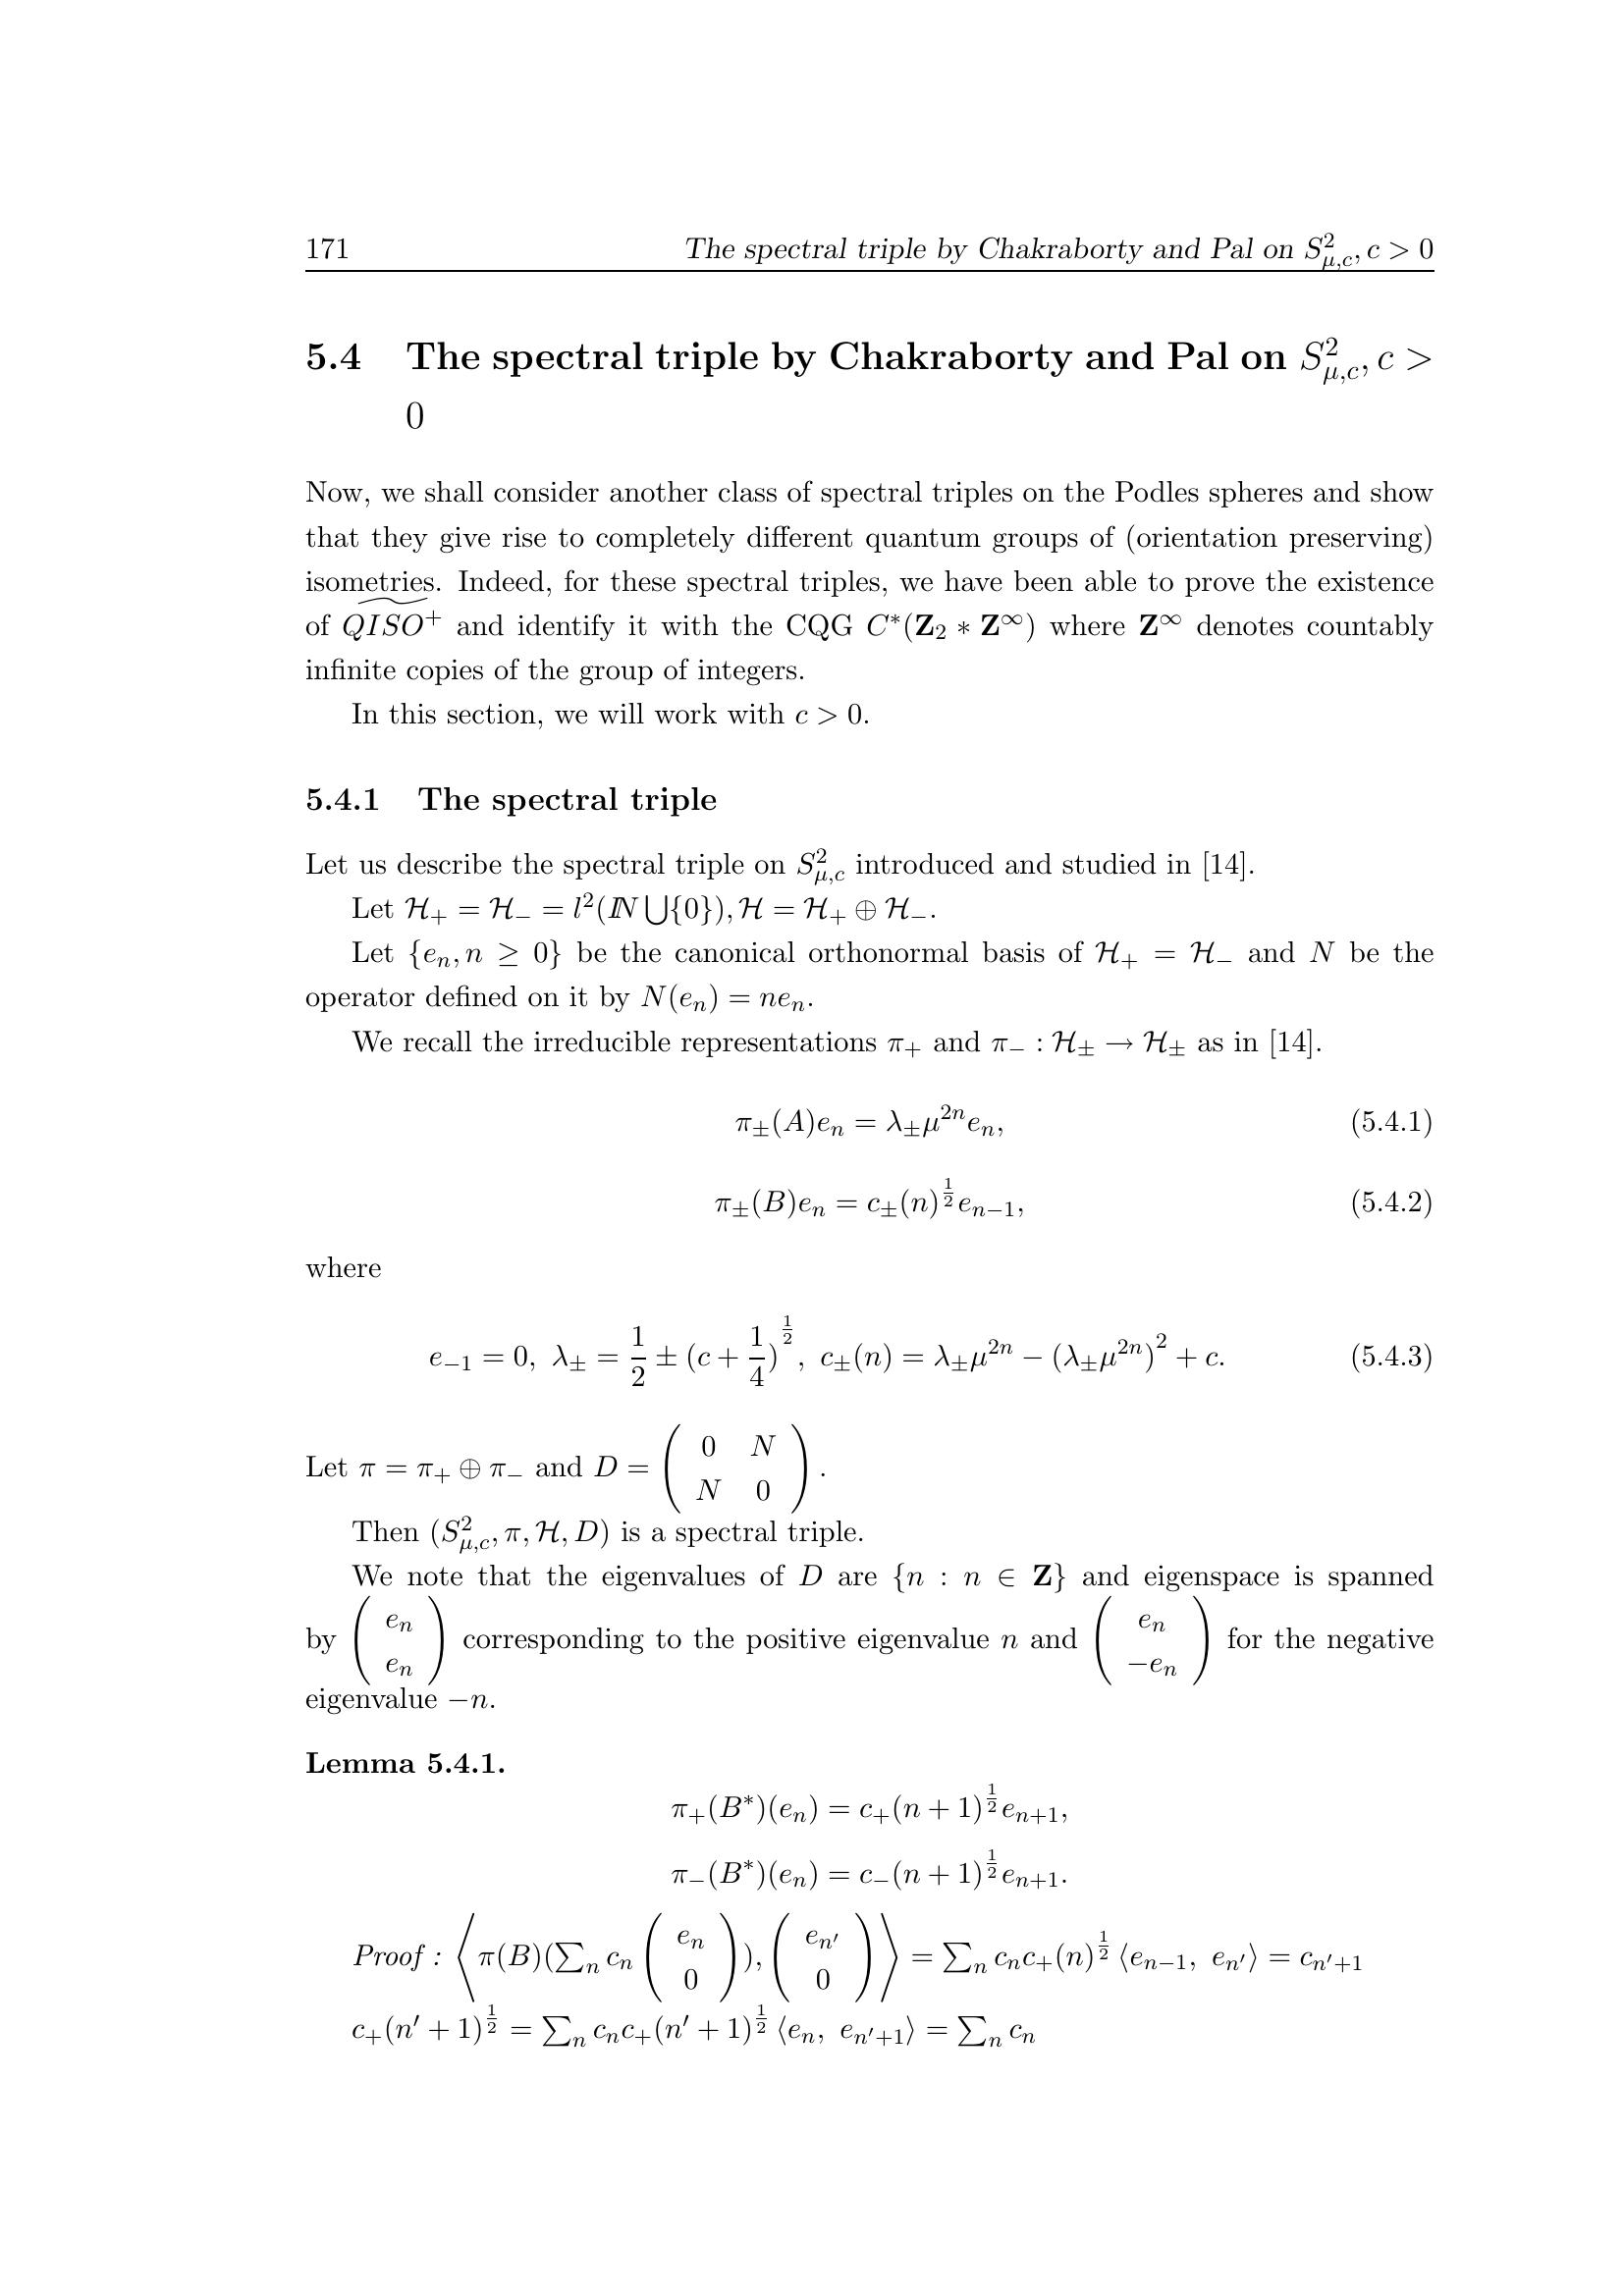 171 The spectral triple by Chakraborty and Pal on $S^2_{\mu,c}, c > 0$
5.4 The spectral triple by Chakraborty and Pal on $S^2_{\mu,c}, c >$
$0$
Now, we shall consider another class of spectral triples on the Podles spheres and show
that they give rise to completely different quantum groups of (orientation preserving)
isometries. Indeed, for these spectral triples, we have been able to prove the existence
of $\widetilde{QISO}^+$ and identify it with the CQG $C^*(\mathbf{Z}_2 * \mathbf{Z}^\infty)$ where $\mathbf{Z}^\infty$ denotes countably
infinite copies of the group of integers.
In this section, we will work with $c > 0$.
5.4.1 The spectral triple
Let us describe the spectral triple on $S^2_{\mu,c}$ introduced and studied in [14].
Let $\mathcal{H}_+ = \mathcal{H}_- = l^2(I\!N \bigcup \{0\}), \mathcal{H} = \mathcal{H}_+ \oplus \mathcal{H}_-$.
Let $\{e_n, n \geq 0\}$ be the canonical orthonormal basis of $\mathcal{H}_+ = \mathcal{H}_-$ and $N$ be the
operator defined on it by $N(e_n) = ne_n$.
We recall the irreducible representations $\pi_+$ and $\pi_- : \mathcal{H}_\pm \to \mathcal{H}_\pm$ as in [14].
$\pi_\pm(A)e_n = \lambda_\pm \mu^{2n} e_n,$ (5.4.1)
$\pi_\pm(B)e_n = c_\pm(n)^{\frac{1}{2}} e_{n-1},$ (5.4.2)
where
$e_{-1} = 0,\ \lambda_\pm = \frac{1}{2} \pm (c + \frac{1}{4})^{\frac{1}{2}},\ c_\pm(n) = \lambda_\pm \mu^{2n} - (\lambda_\pm \mu^{2n})^2 + c.$ (5.4.3)
Let $\pi = \pi_+ \oplus \pi_-$ and $D = \begin{pmatrix} 0 & N \\ N & 0 \end{pmatrix}$.
Then $(S^2_{\mu,c}, \pi, \mathcal{H}, D)$ is a spectral triple.
We note that the eigenvalues of $D$ are $\{n : n \in \mathbf{Z}\}$ and eigenspace is spanned
by $\begin{pmatrix} e_n \\ e_n \end{pmatrix}$ corresponding to the positive eigenvalue $n$ and $\begin{pmatrix} e_n \\ -e_n \end{pmatrix}$ for the negative
eigenvalue $-n$.
Lemma 5.4.1.
$\pi_+(B^*)(e_n) = c_+(n+1)^{\frac{1}{2}} e_{n+1},$
$\pi_-(B^*)(e_n) = c_-(n+1)^{\frac{1}{2}} e_{n+1}.$
Proof : $\left\langle \pi(B)(\sum_n c_n \begin{pmatrix} e_n \\ 0 \end{pmatrix}), \begin{pmatrix} e_{n'} \\ 0 \end{pmatrix} \right\rangle = \sum_n c_n c_+(n)^{\frac{1}{2}} \langle e_{n-1},\ e_{n'} \rangle = c_{n'+1}$
$c_+(n'+1)^{\frac{1}{2}} = \sum_n c_n c_+(n'+1)^{\frac{1}{2}} \langle e_n,\ e_{n'+1} \rangle = \sum_n c_n$